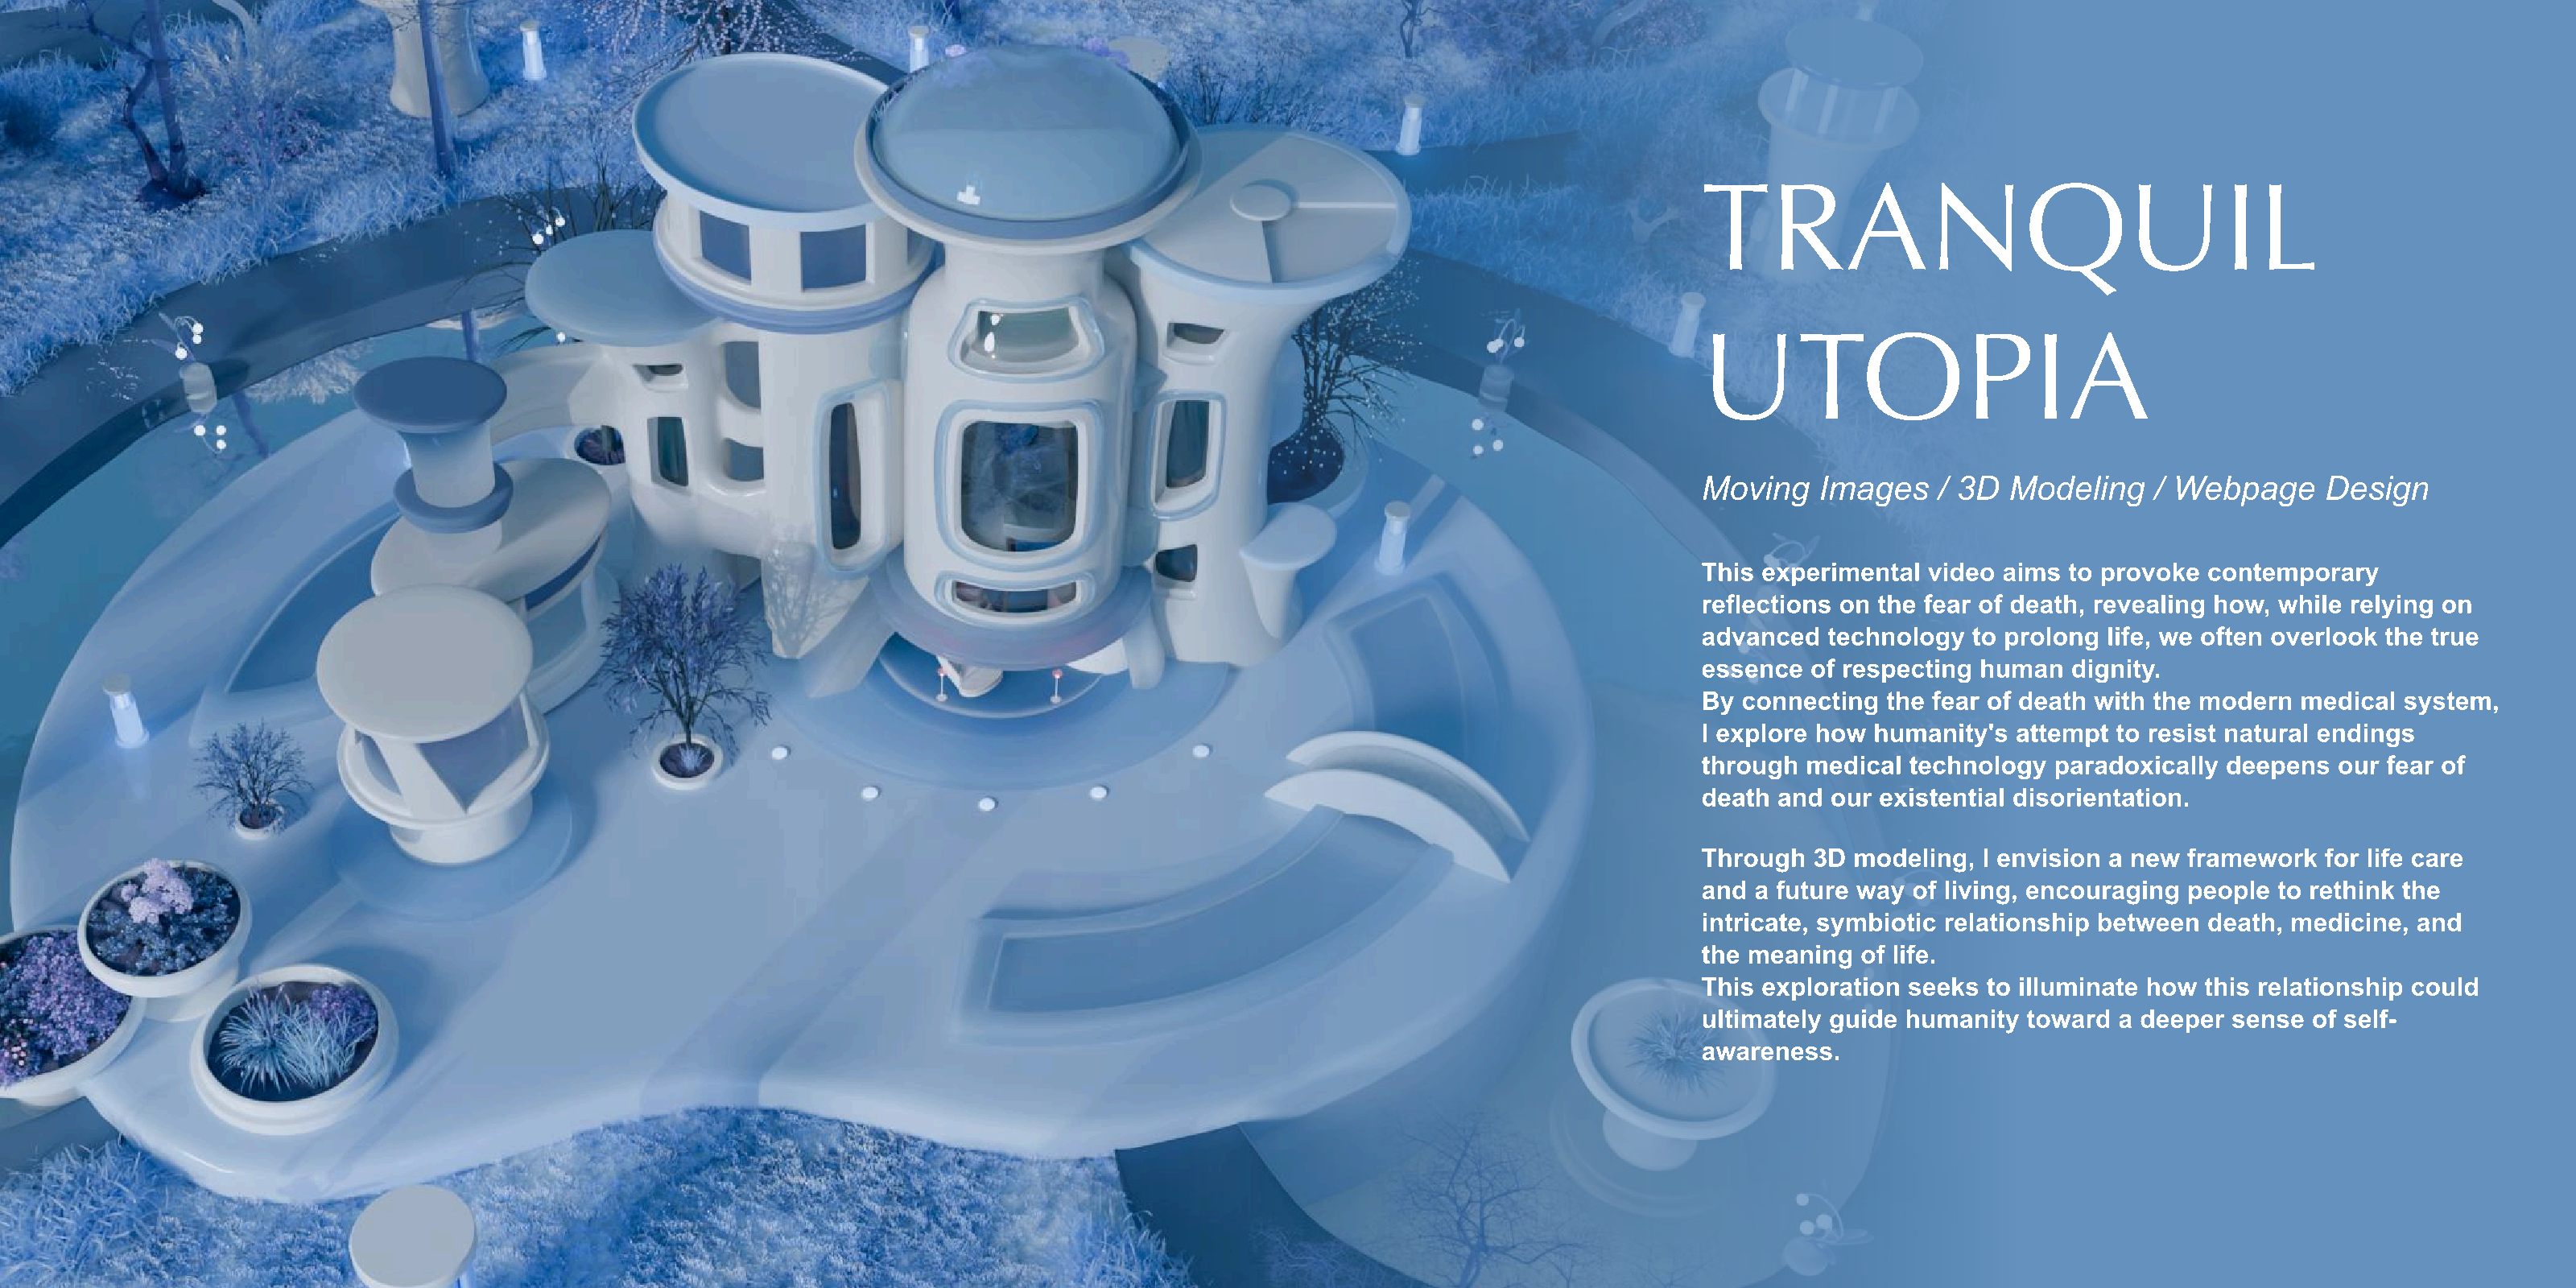 TRANQUIL
UTOPIA
Moving Images / 3D Modeling / Webpage Design
This experimental video aims to provoke contemporary
reflections on the fear of death, revealing how, while relying on
advanced technology to prolong life, we often overlook the true
essence of respecting human dignity.
By connecting the fear of death with the modern medical system,
I explore how humanity's attempt to resist natural endings
through medical technology paradoxically deepens our fear of
death and our existential disorientation.
Through 3D modeling, I envision a new framework for life care
and a future way of living, encouraging people to rethink the
intricate, symbiotic relationship between death, medicine, and
the meaning of life.
This exploration seeks to illuminate how this relationship could
ultimately guide humanity toward a deeper sense of self-
awareness.